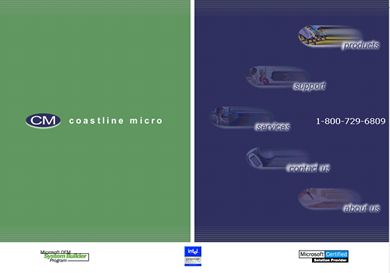 products
support
CM coastline micro
services
1-800-729-6809
contact us
about us
Microsoft OEM
System Builder
Program
intel
Microsoft Certified
Solution Provider